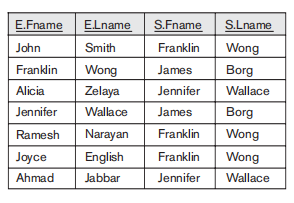 E.Fname E.Lname S.Fname S.Lname
John Smith Franklin Wong
Franklin Wong James Borg
Alicia Zelaya Jennifer Wallace
Jennifer Wallace James Borg
Ramesh Narayan Franklin Wong
Joyce English Franklin Wong
Ahmad Jabbar Jennifer Wallace